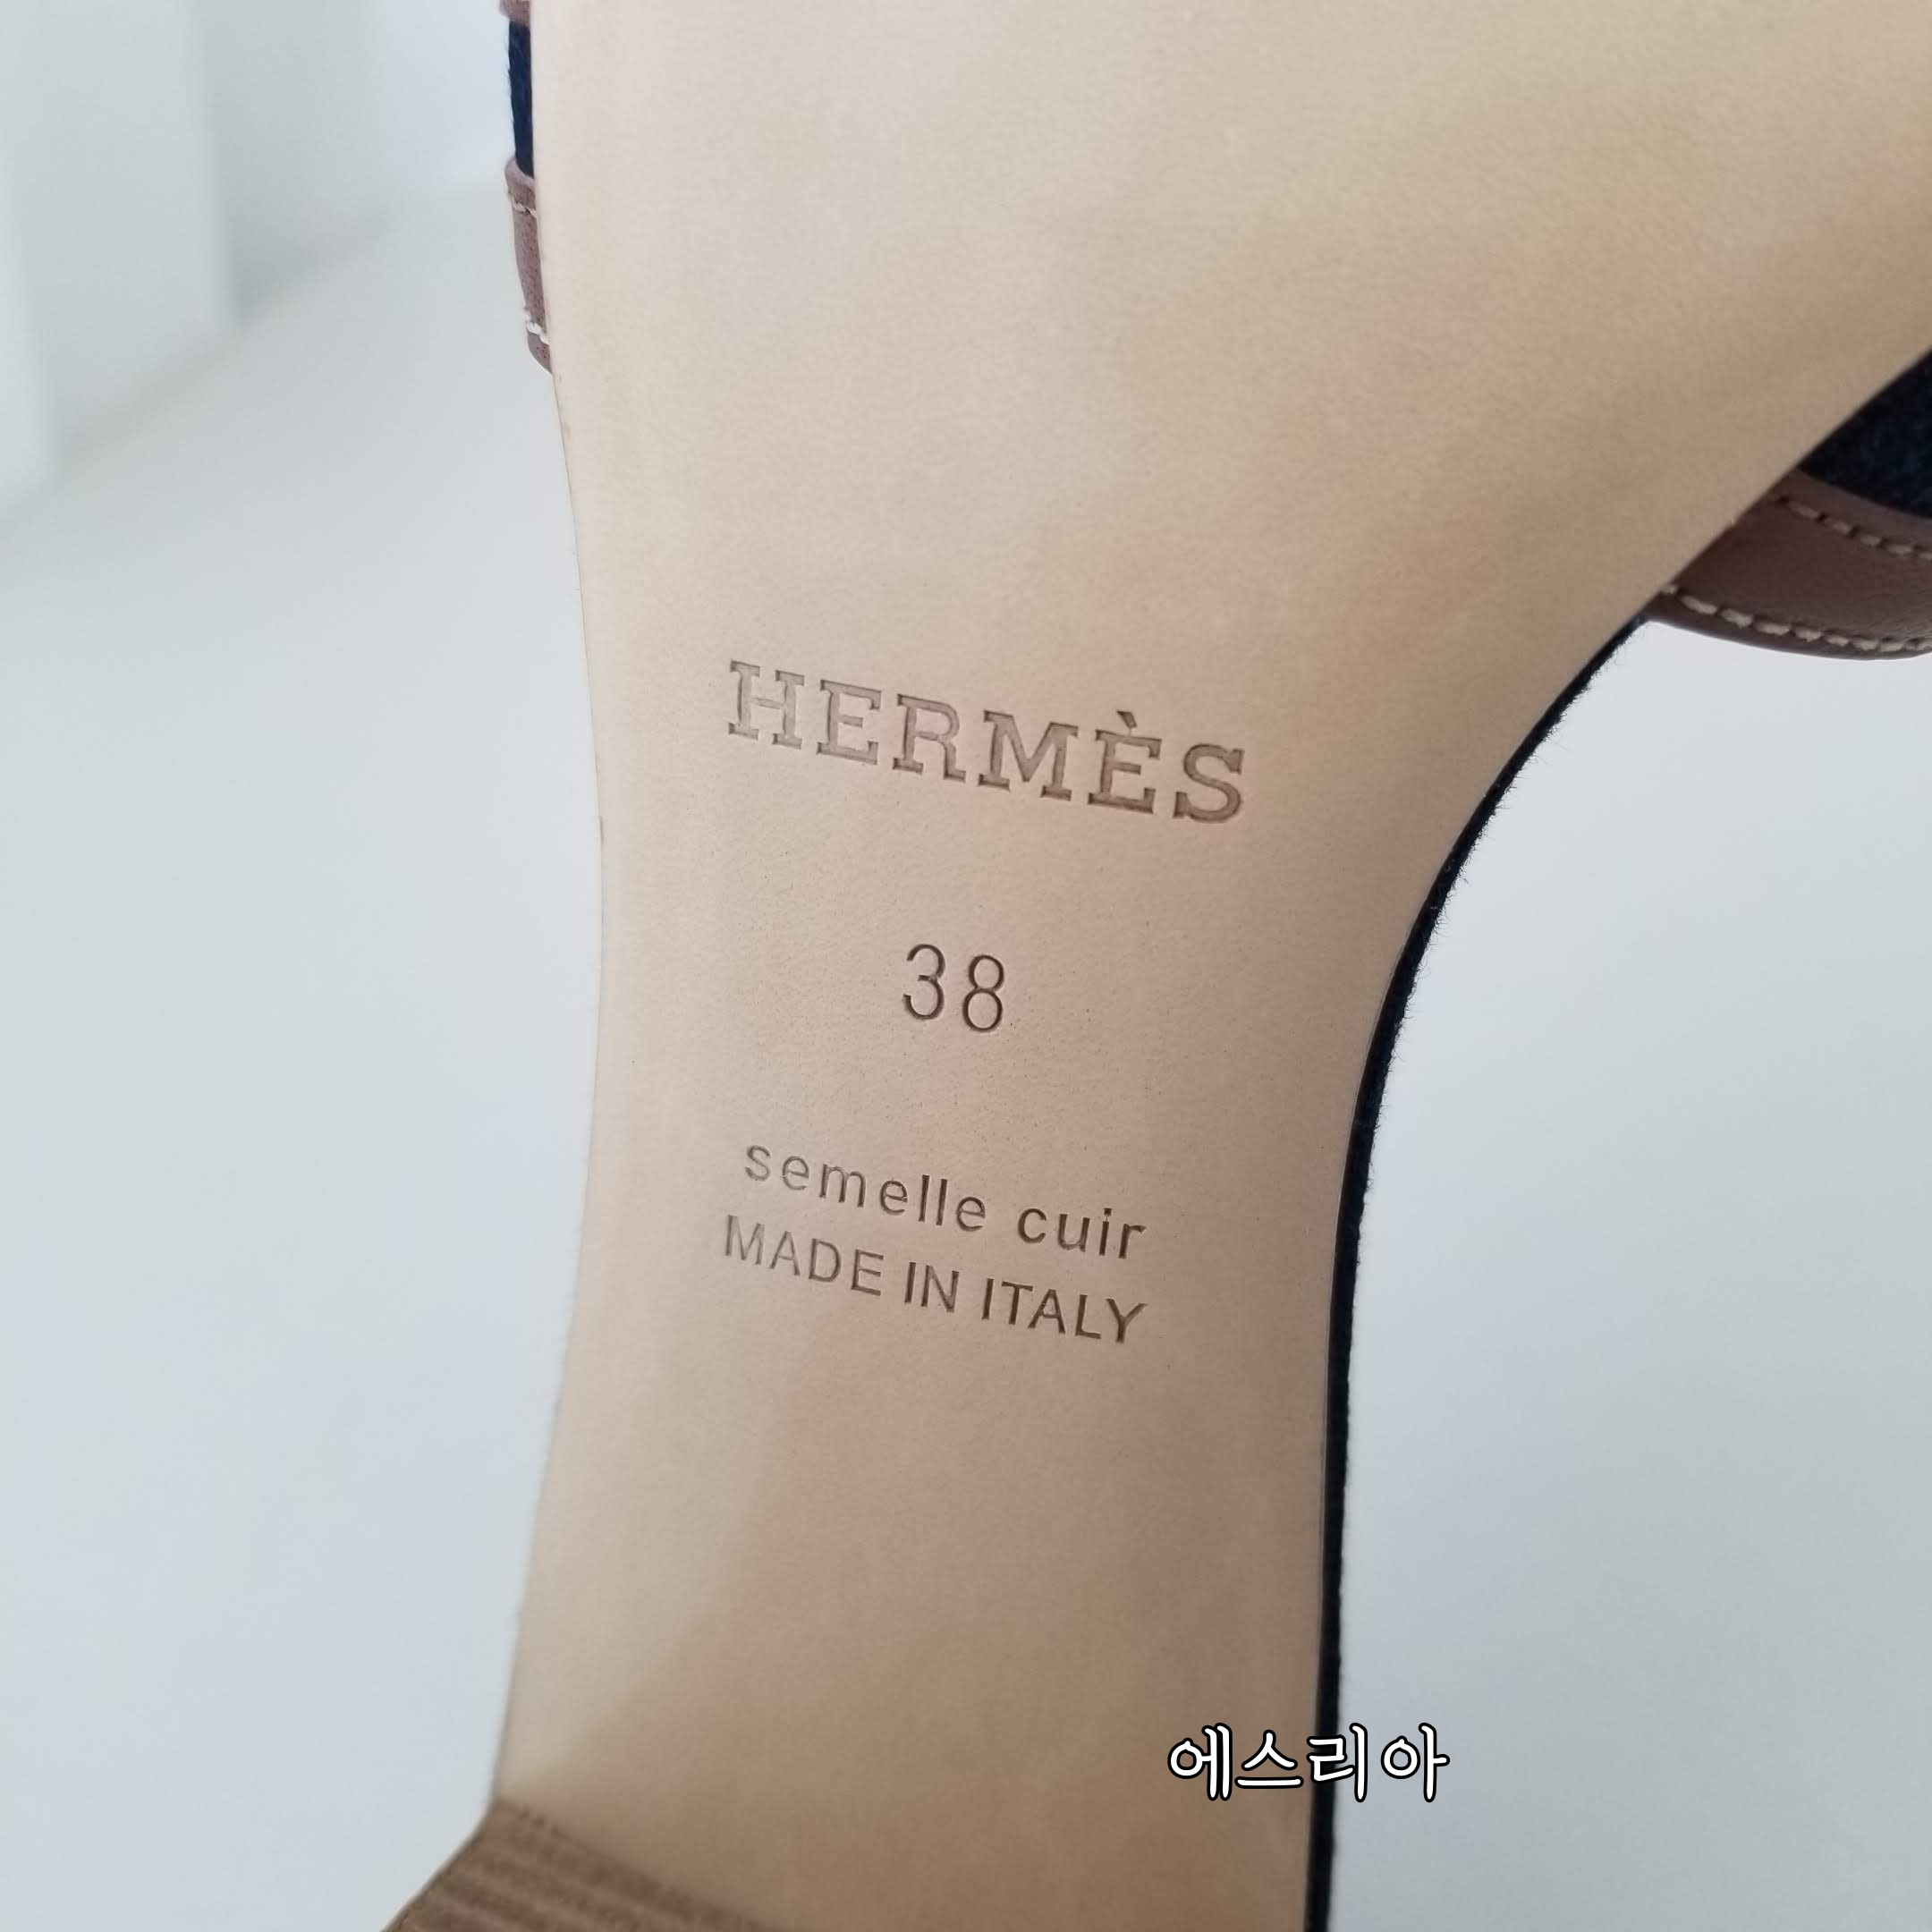 HERMÈS
38
semelle cuir
MADE IN ITALY
에스리아